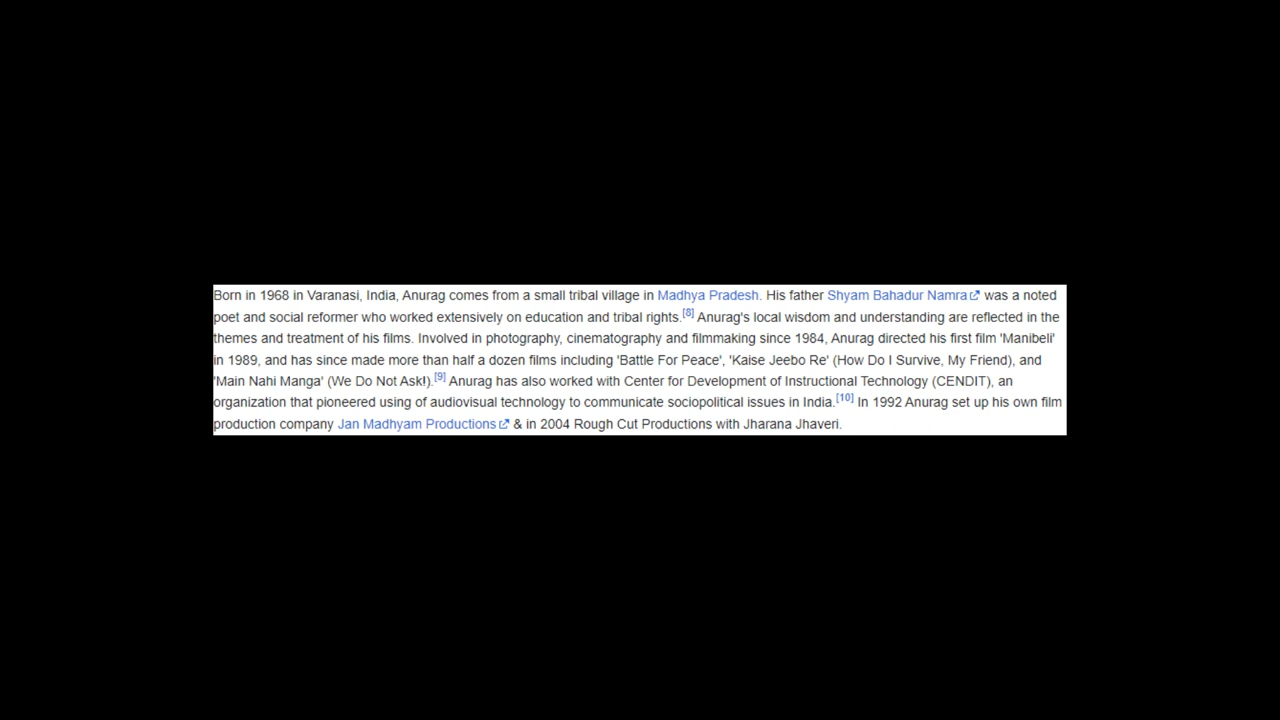 Born in 1968 in Varanasi, India, Anurag comes from a small tribal village in Madhya Pradesh. His father Shyam Bahadur Namra was a noted
poet and social reformer who worked extensively on education and tribal rights.[8] Anurag's local wisdom and understanding are reflected in the
themes and treatment of his films. Involved in photography, cinematography and filmmaking since 1984, Anurag directed his first film 'Manibeli'
in 1989, and has since made more than half a dozen films including 'Battle For Peace', 'Kaise Jeebo Re' (How Do I Survive, My Friend), and
'Main Nahi Manga' (We Do Not Ask!).[9] Anurag has also worked with Center for Development of Instructional Technology (CENDIT), an
organization that pioneered using of audiovisual technology to communicate sociopolitical issues in India.[10] In 1992 Anurag set up his own film
production company Jan Madhyam Productions & in 2004 Rough Cut Productions with Jharana Jhaveri.